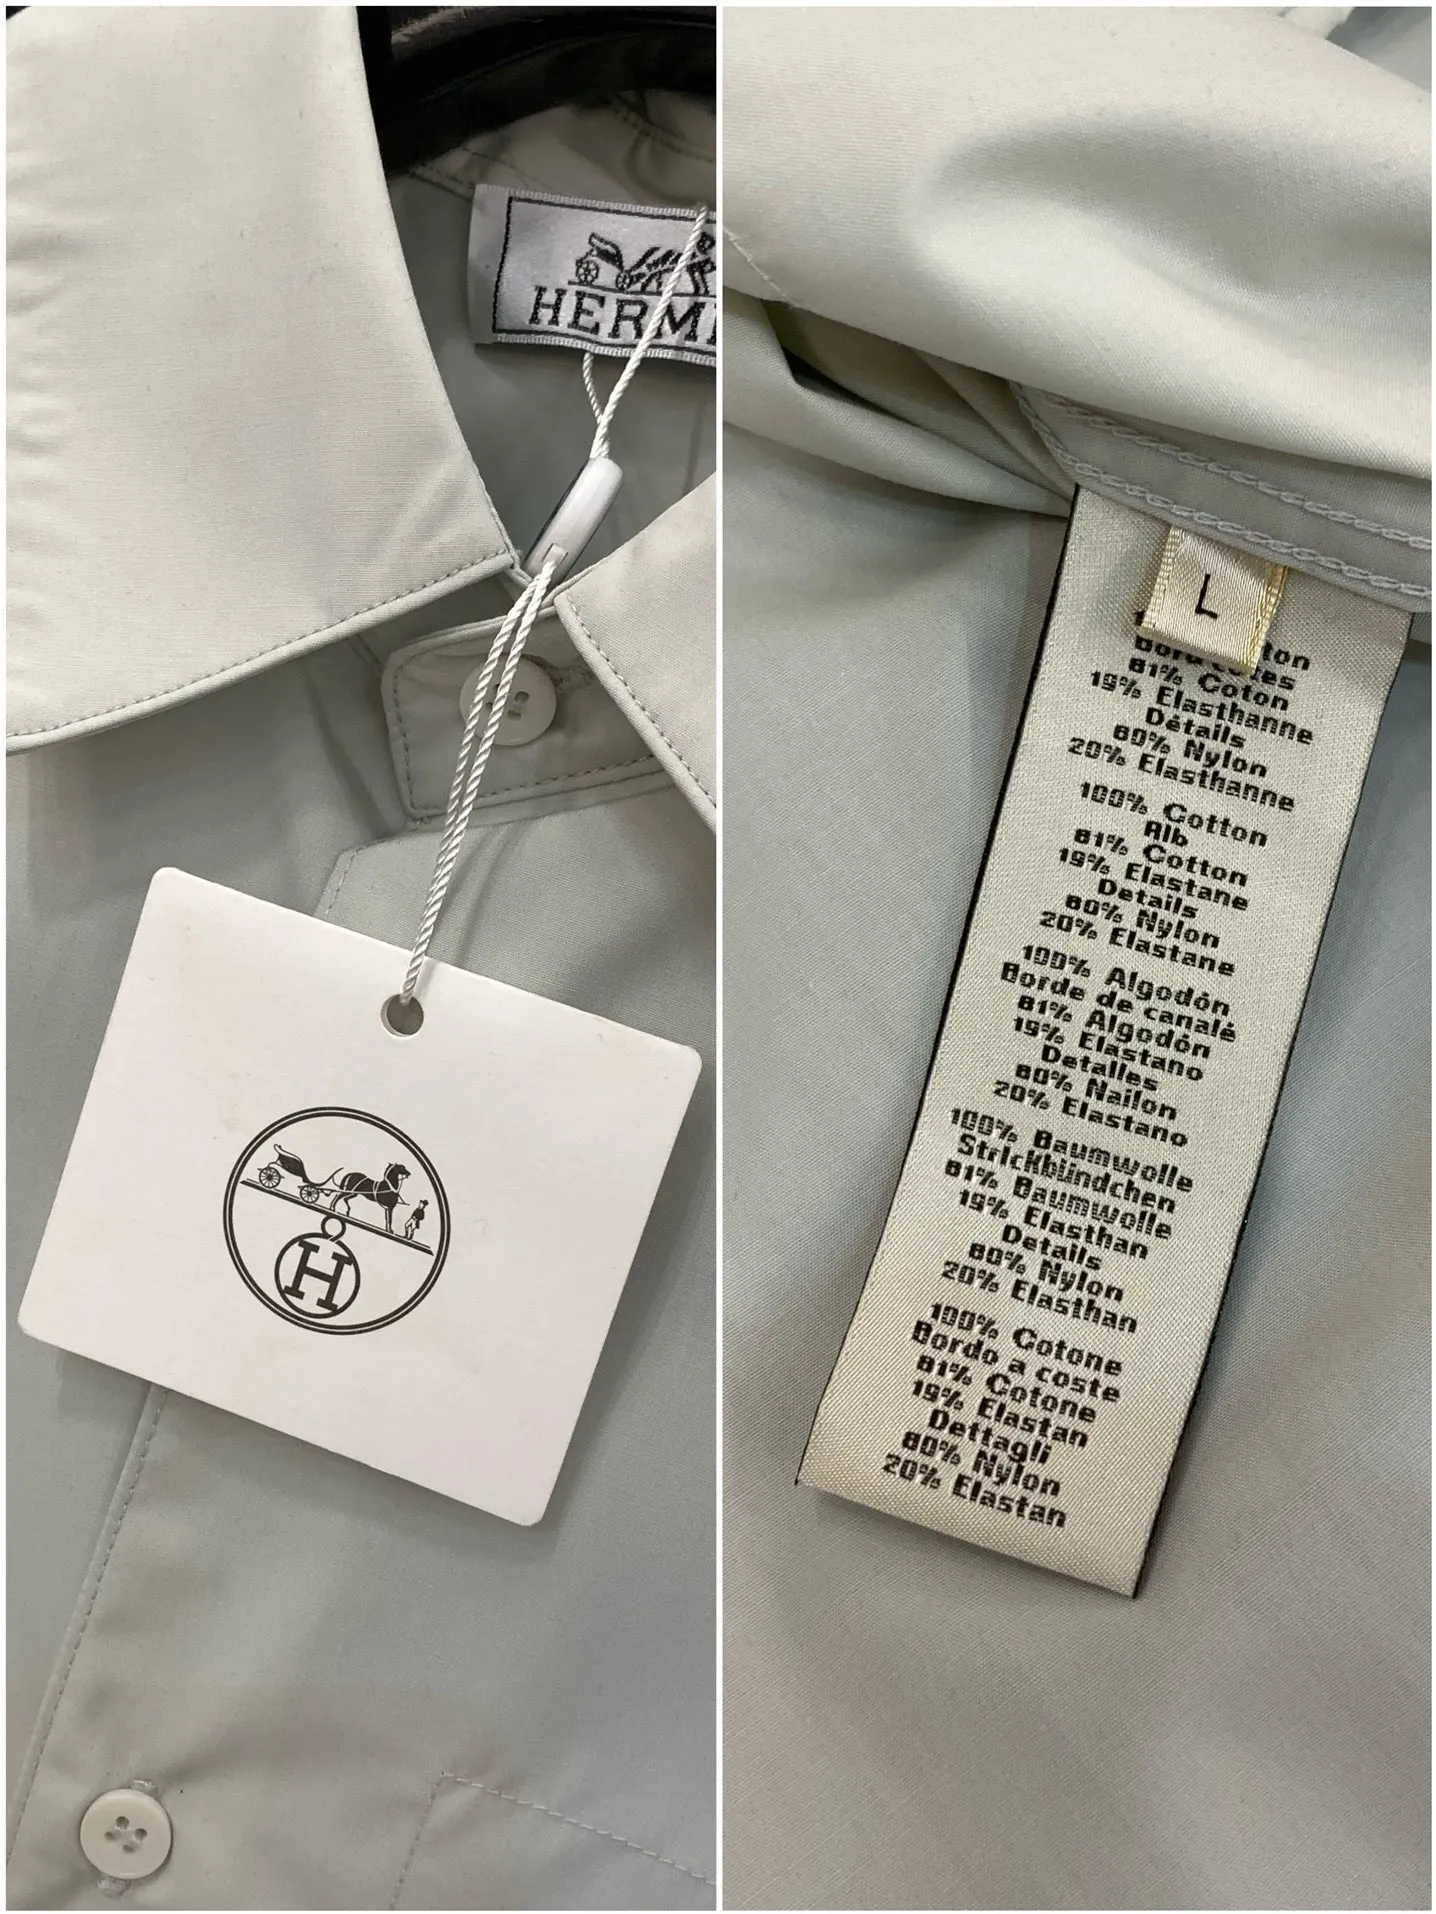 H
L
81% Coton
19% Elasthanne
Détails
80% Nylon
20% Elasthanne
100% Cotton
Rib
81% Cotton
19% Elastane
Details
80% Nylon
20% Elastane
100% Algodón
Borde de canalé
81% Algodón
19% Elastano
Detalles
80% Nailon
20% Elastano
100% Baumwolle
Strickbündchen
81% Baumwolle
19% Elasthan
Details
80% Nylon
20% Elasthan
100% Cotone
Bordo a coste
81% Cotone
19% Elastan
Dettagli
80% Nylon
20% Elastan